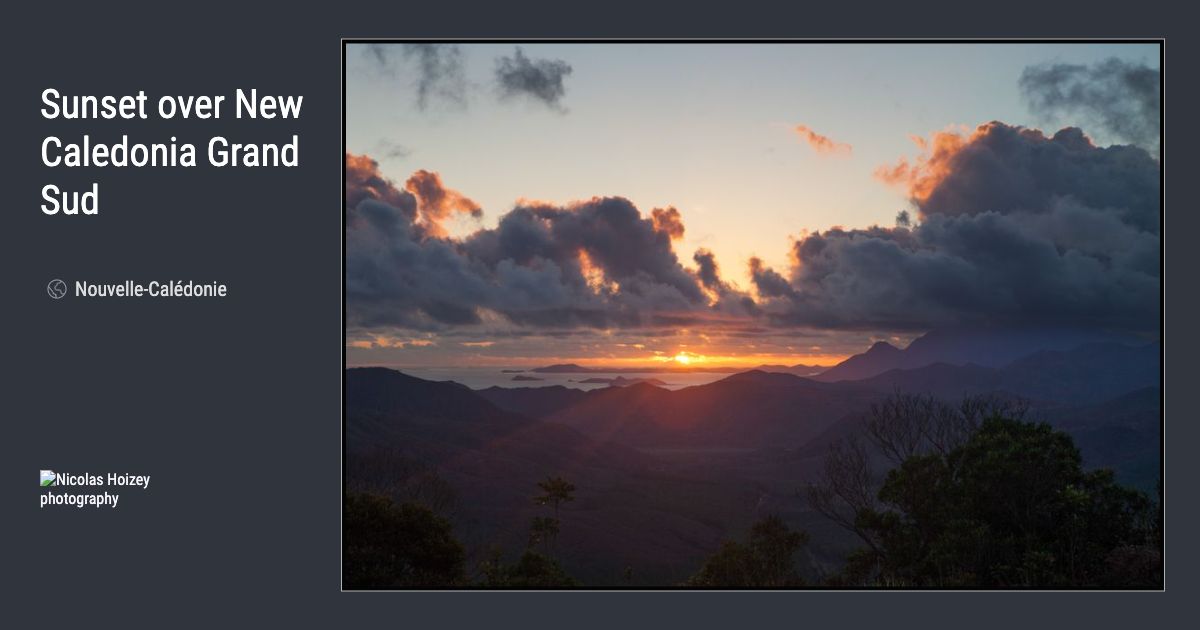 Sunset over New
Caledonia Grand
Sud
Nouvelle-Calédonie
Nicolas Hoizey
photography